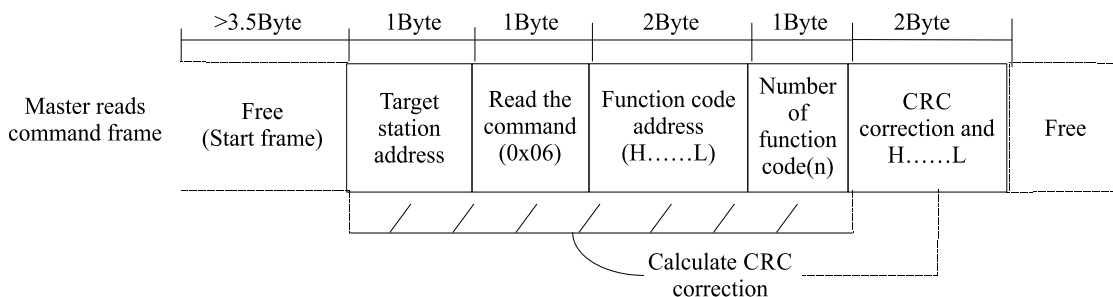 >3.5Byte 1Byte 1Byte 2Byte 1Byte 2Byte
Master reads
command frame
Free
(Start frame)
Target
station
address
Read the
command
(0x06)
Function code
address
(H……L)
Number
of
function
code(n)
CRC
correction and
H……L
Free
Calculate CRC
correction